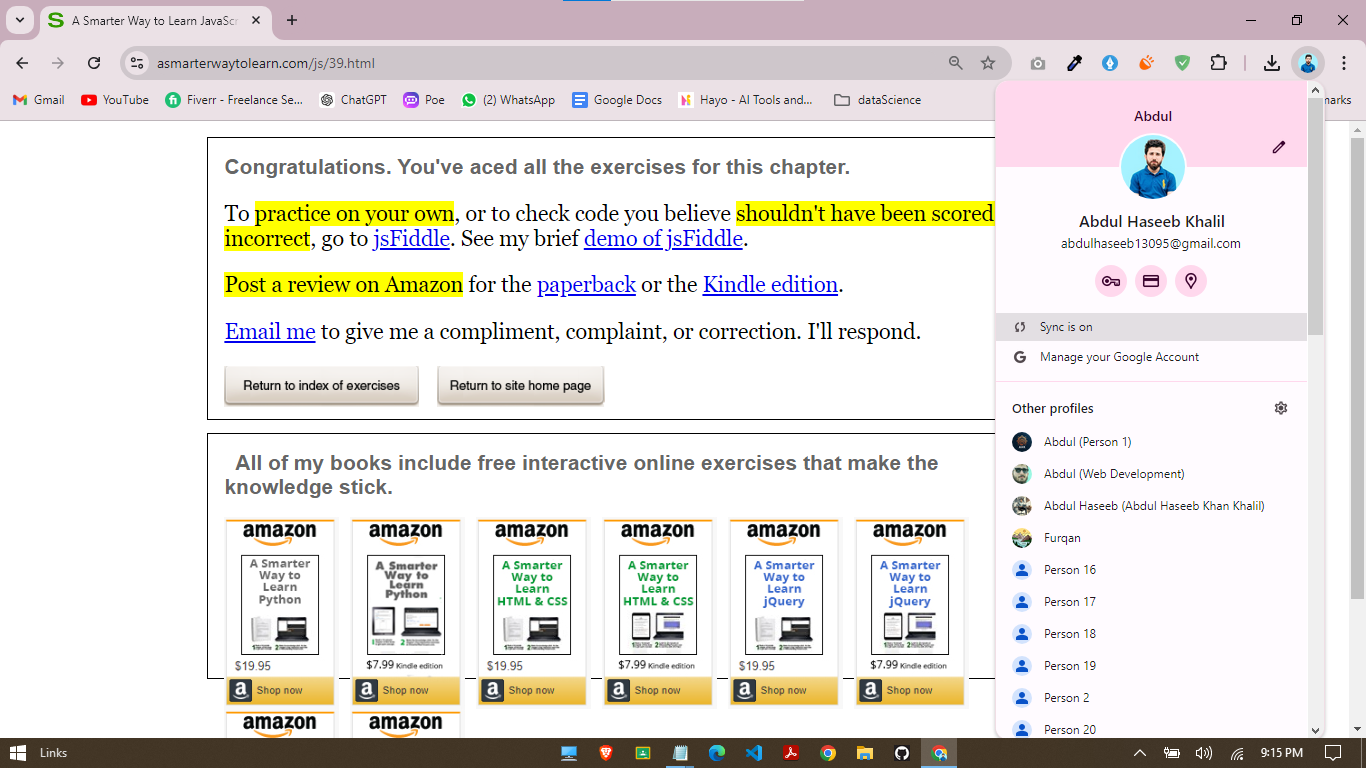 A Smarter Way to Learn JavaScr
asmarterwaytolearn.com/js/39.html
Gmail
YouTube
Fiverr - Freelance Se...
ChatGPT
Poe
(2) WhatsApp
Google Docs
Hayo - AI Tools and...
dataScience
marks
Congratulations. You've aced all the exercises for this chapter.
To practice on your own, or to check code you believe shouldn't have been scored
incorrect, go to jsFiddle. See my brief demo of jsFiddle.
Post a review on Amazon for the paperback or the Kindle edition.
Email me to give me a compliment, complaint, or correction. I'll respond.
Return to index of exercises
Return to site home page
All of my books include free interactive online exercises that make the
knowledge stick.
amazon
A Smarter
Way to
Learn
Python
$19.95
Shop now
amazon
A Smarter
Way to
Learn
Python
$7.99 Kindle edition
Shop now
amazon
A Smarter
Way to
Learn
HTML & CSS
$19.95
Shop now
amazon
A Smarter
Way to
Learn
HTML & CSS
$7.99 Kindle edition
Shop now
amazon
A Smarter
Way to
Learn
jQuery
$19.95
Shop now
amazon
A Smarter
Way to
Learn
jQuery
$7.99 Kindle edition
Shop now
amazon
amazon
Abdul
Abdul Haseeb Khalil
abdulhaseeb13095@gmail.com
Sync is on
Manage your Google Account
Other profiles
Abdul (Person 1)
Abdul (Web Development)
Abdul Haseeb (Abdul Haseeb Khan Khalil)
Furqan
Person 16
Person 17
Person 18
Person 19
Person 2
Person 20
Links
9:15 PM